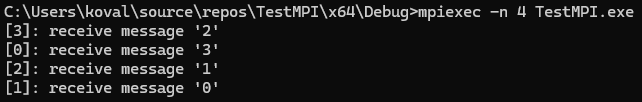 C:\Users\koval\source\repos\TestMPI\x64\Debug>mpiexec -n 4 TestMPI.exe
[3]: receive message '2'
[0]: receive message '3'
[2]: receive message '1'
[1]: receive message '0'